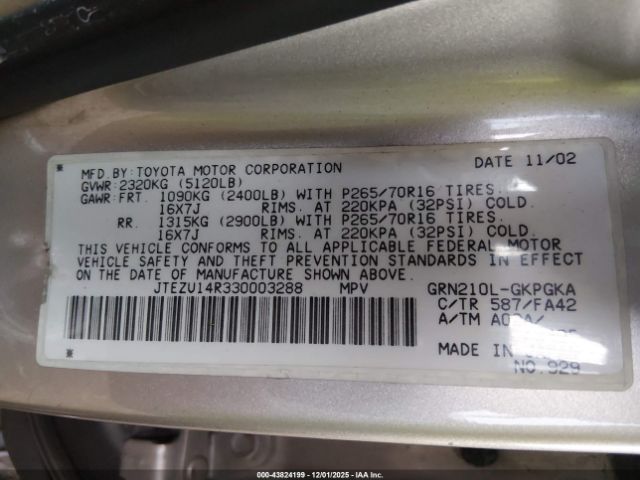 MFD. BY: TOYOTA MOTOR CORPORATION DATE 11/02
GVWR: 2320KG (5120LB)
GAWR: FRT. 1090KG (2400LB) WITH P265/70R16 TIRES.
16X7J RIMS. AT 220KPA (32PSI) COLD.
RR. 1315KG (2900LB) WITH P265/70R16 TIRES.
16X7J RIMS. AT 220KPA (32PSI) COLD.
THIS VEHICLE CONFORMS TO ALL APPLICABLE FEDERAL MOTOR
VEHICLE SAFETY AND THEFT PREVENTION STANDARDS IN EFFECT
ON THE DATE OF MANUFACTURE SHOWN ABOVE.
JTEZU14R330003288 MPV GRN210L-GKPGKA
C/TR 587/FA42
A/TM
MADE IN
NO.929
000-43824199 - 12/01/2025 - IAA Inc.